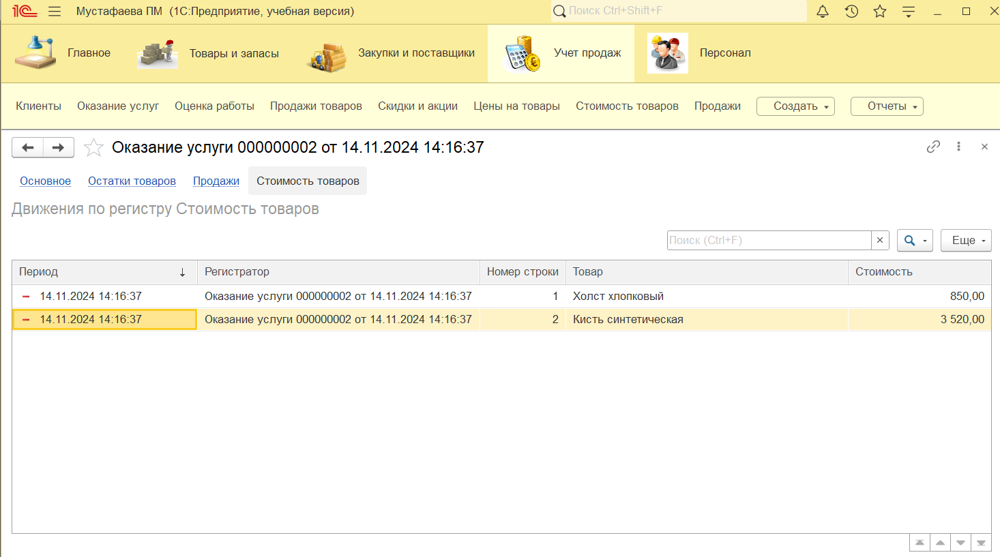 1С Мустафаева ПМ (1С:Предприятие, учебная версия) Поиск Ctrl+Shift+F
Главное Товары и запасы Закупки и поставщики Учет продаж Персонал
Клиенты Оказание услуг Оценка работы Продажи товаров Скидки и акции Цены на товары Стоимость товаров Продажи Создать Отчеты
Оказание услуги 000000002 от 14.11.2024 14:16:37
Основное Остатки товаров Продажи Стоимость товаров
Движения по регистру Стоимость товаров
Поиск (Ctrl+F) Еще
Период Регистратор Номер строки Товар Стоимость
14.11.2024 14:16:37 Оказание услуги 000000002 от 14.11.2024 14:16:37 1 Холст хлопковый 850,00
14.11.2024 14:16:37 Оказание услуги 000000002 от 14.11.2024 14:16:37 2 Кисть синтетическая 3 520,00